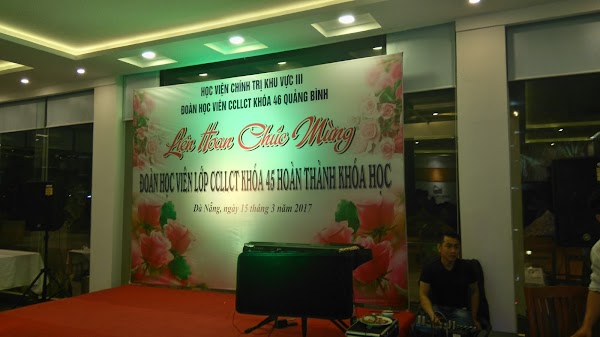 HỌC VIỆN CHÍNH TRỊ KHU VỰC III
ĐOÀN HỌC VIÊN CCLLCT KHÓA 46 QUẢNG BÌNH
Liên Hoan Chúc Mừng
ĐOÀN HỌC VIÊN LỚP CCLLCT KHÓA 45 HOÀN THÀNH KHÓA HỌC
Đà Nẵng, ngày 15 tháng 3 năm 2017